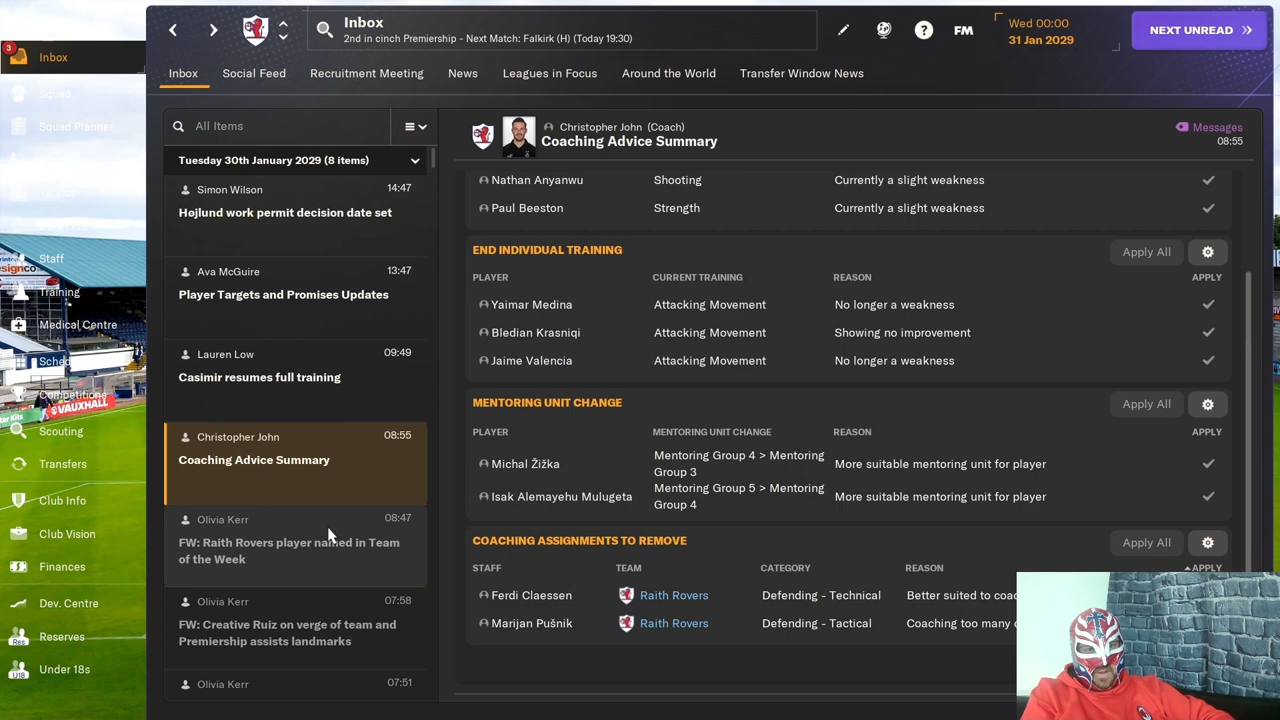 3
Inbox
Squad
Squad Planner
Staff
Training
Medical Centre
Competitions
Scouting
Transfers
Club Info
Club Vision
Finances
Dev. Centre
Reserves
Under 18s
Inbox
2nd in cinch Premiership - Next Match: Falkirk (H) (Today 19:30)
FM
Wed 00:00
31 Jan 2029
NEXT UNREAD
Inbox Social Feed Recruitment Meeting News Leagues in Focus Around the World Transfer Window News
All Items
Tuesday 30th January 2029 (8 items)
Simon Wilson 14:47
Højlund work permit decision date set
Ava McGuire 13:47
Player Targets and Promises Updates
Lauren Low 09:49
Casimir resumes full training
Christopher John 08:55
Coaching Advice Summary
Olivia Kerr 08:47
FW: Raith Rovers player named in Team
of the Week
Olivia Kerr 07:58
FW: Creative Ruiz on verge of team and
Premiership assists landmarks
Olivia Kerr 07:51
Christopher John (Coach)
Coaching Advice Summary
Messages
08:55
Nathan Anyanwu Shooting Currently a slight weakness
Paul Beeston Strength Currently a slight weakness
END INDIVIDUAL TRAINING Apply All
PLAYER CURRENT TRAINING REASON APPLY
Yaimar Medina Attacking Movement No longer a weakness
Bledian Krasniqi Attacking Movement Showing no improvement
Jaime Valencia Attacking Movement No longer a weakness
MENTORING UNIT CHANGE Apply All
PLAYER MENTORING UNIT CHANGE REASON APPLY
Michal Žižka Mentoring Group 4 > Mentoring Group 3 More suitable mentoring unit for player
Isak Alemayehu Mulugeta Mentoring Group 5 > Mentoring Group 4 More suitable mentoring unit for player
COACHING ASSIGNMENTS TO REMOVE Apply All
STAFF TEAM CATEGORY REASON APPLY
Ferdi Claessen Raith Rovers Defending - Technical Better suited to
Marijan Pušnik Raith Rovers Defending - Tactical Coaching too many